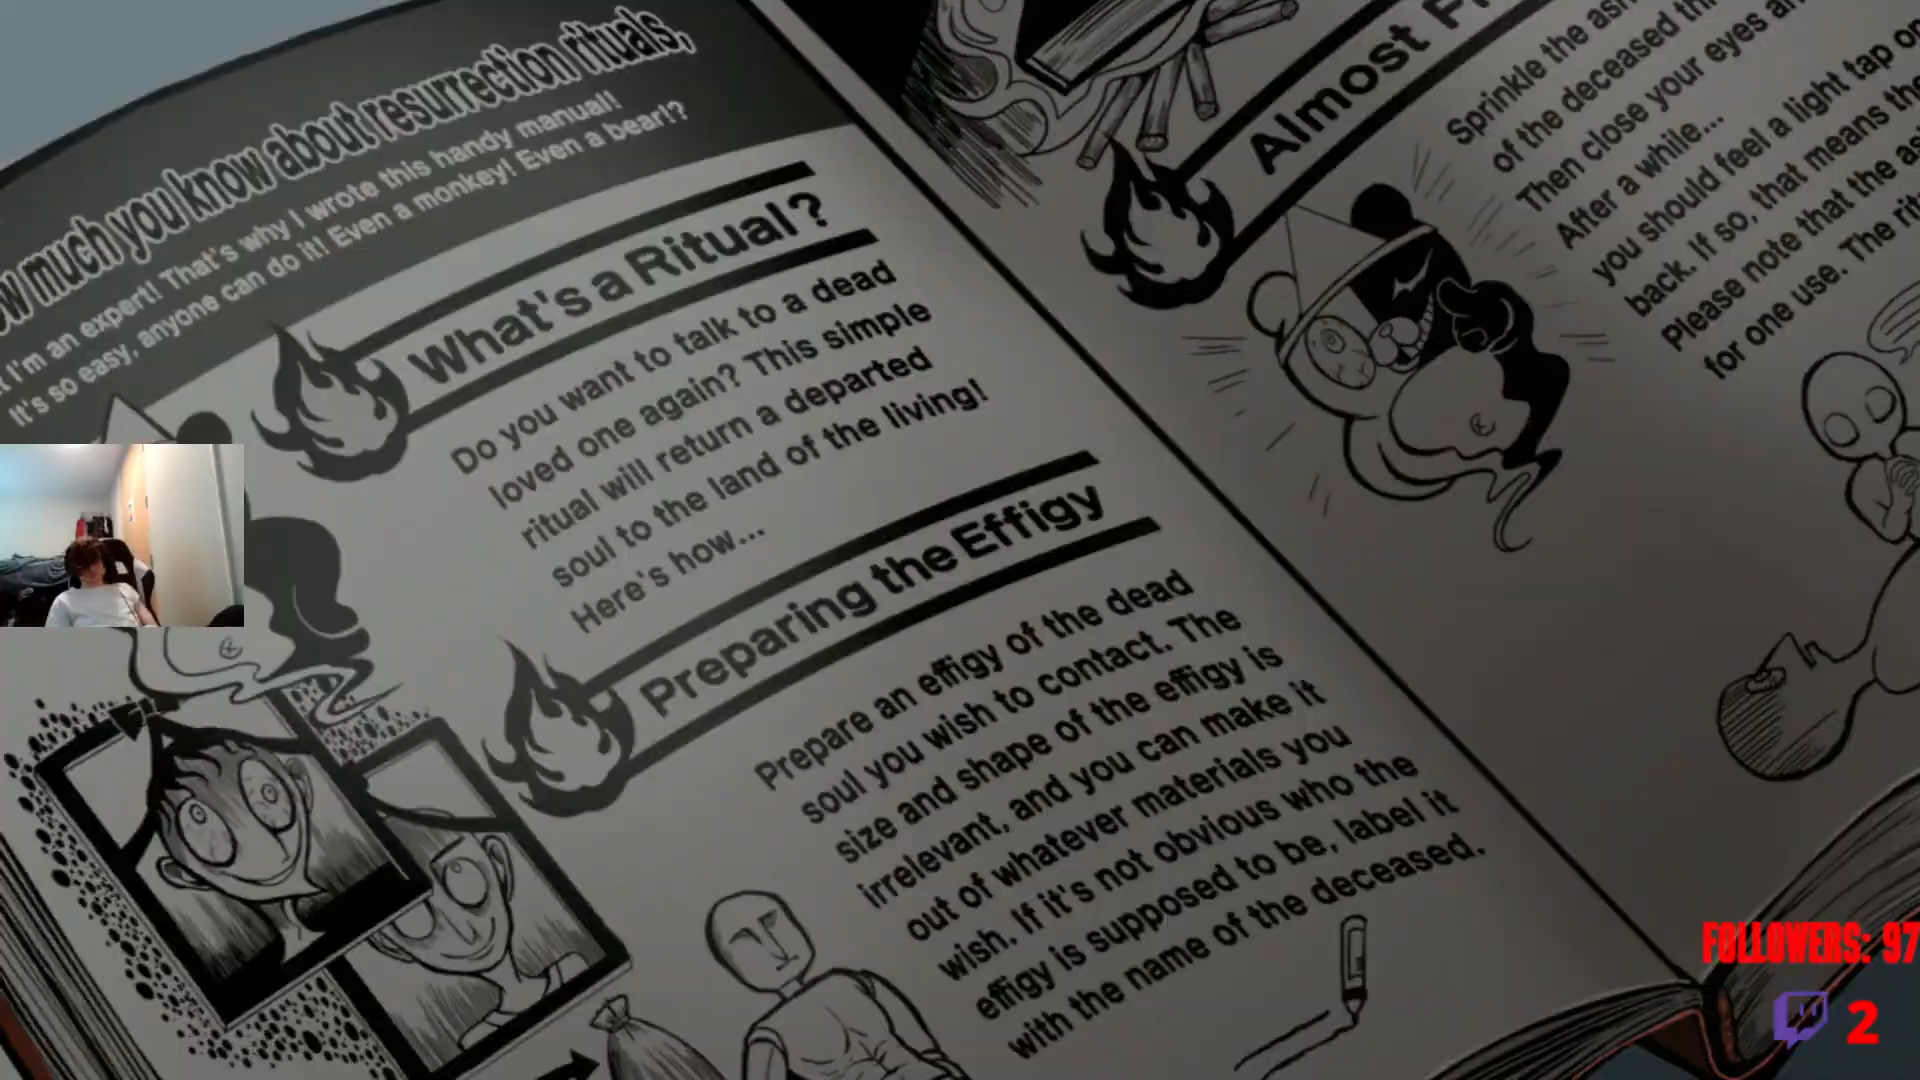 ow much you know about resurrection rituals,
t I'm an expert! That's why I wrote this handy manual!
It's so easy, anyone can do it! Even a monkey! Even a bear!?
What's a Ritual?
Do you want to talk to a dead
loved one again? This simple
ritual will return a departed
soul to the land of the living!
Here's how...
Preparing the Effigy
Prepare an effigy of the dead
soul you wish to contact. The
size and shape of the effigy is
irrelevant, and you can make it
out of whatever materials you
wish. If it's not obvious who the
effigy is supposed to be, label it
with the name of the deceased.
Almost F
Sprinkle the ash
of the deceased th
Then close your eyes an
After a while...
you should feel a light tap on
back. If so, that means the
Please note that the as
for one use. The rit
FOLLOWERS: 97
2